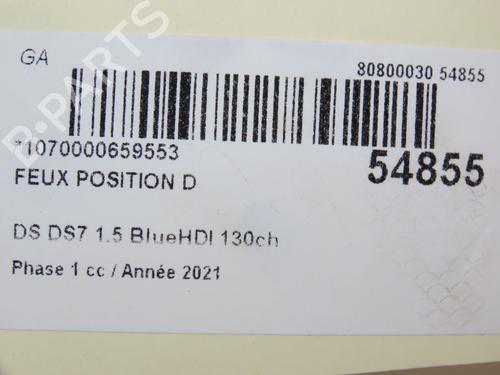 GA
80800030 54855
*1070000659553
54855
FEUX POSITION D
DS DS7 1.5 BlueHDI 130ch
Phase 1 cc / Année 2021
B-PARTS